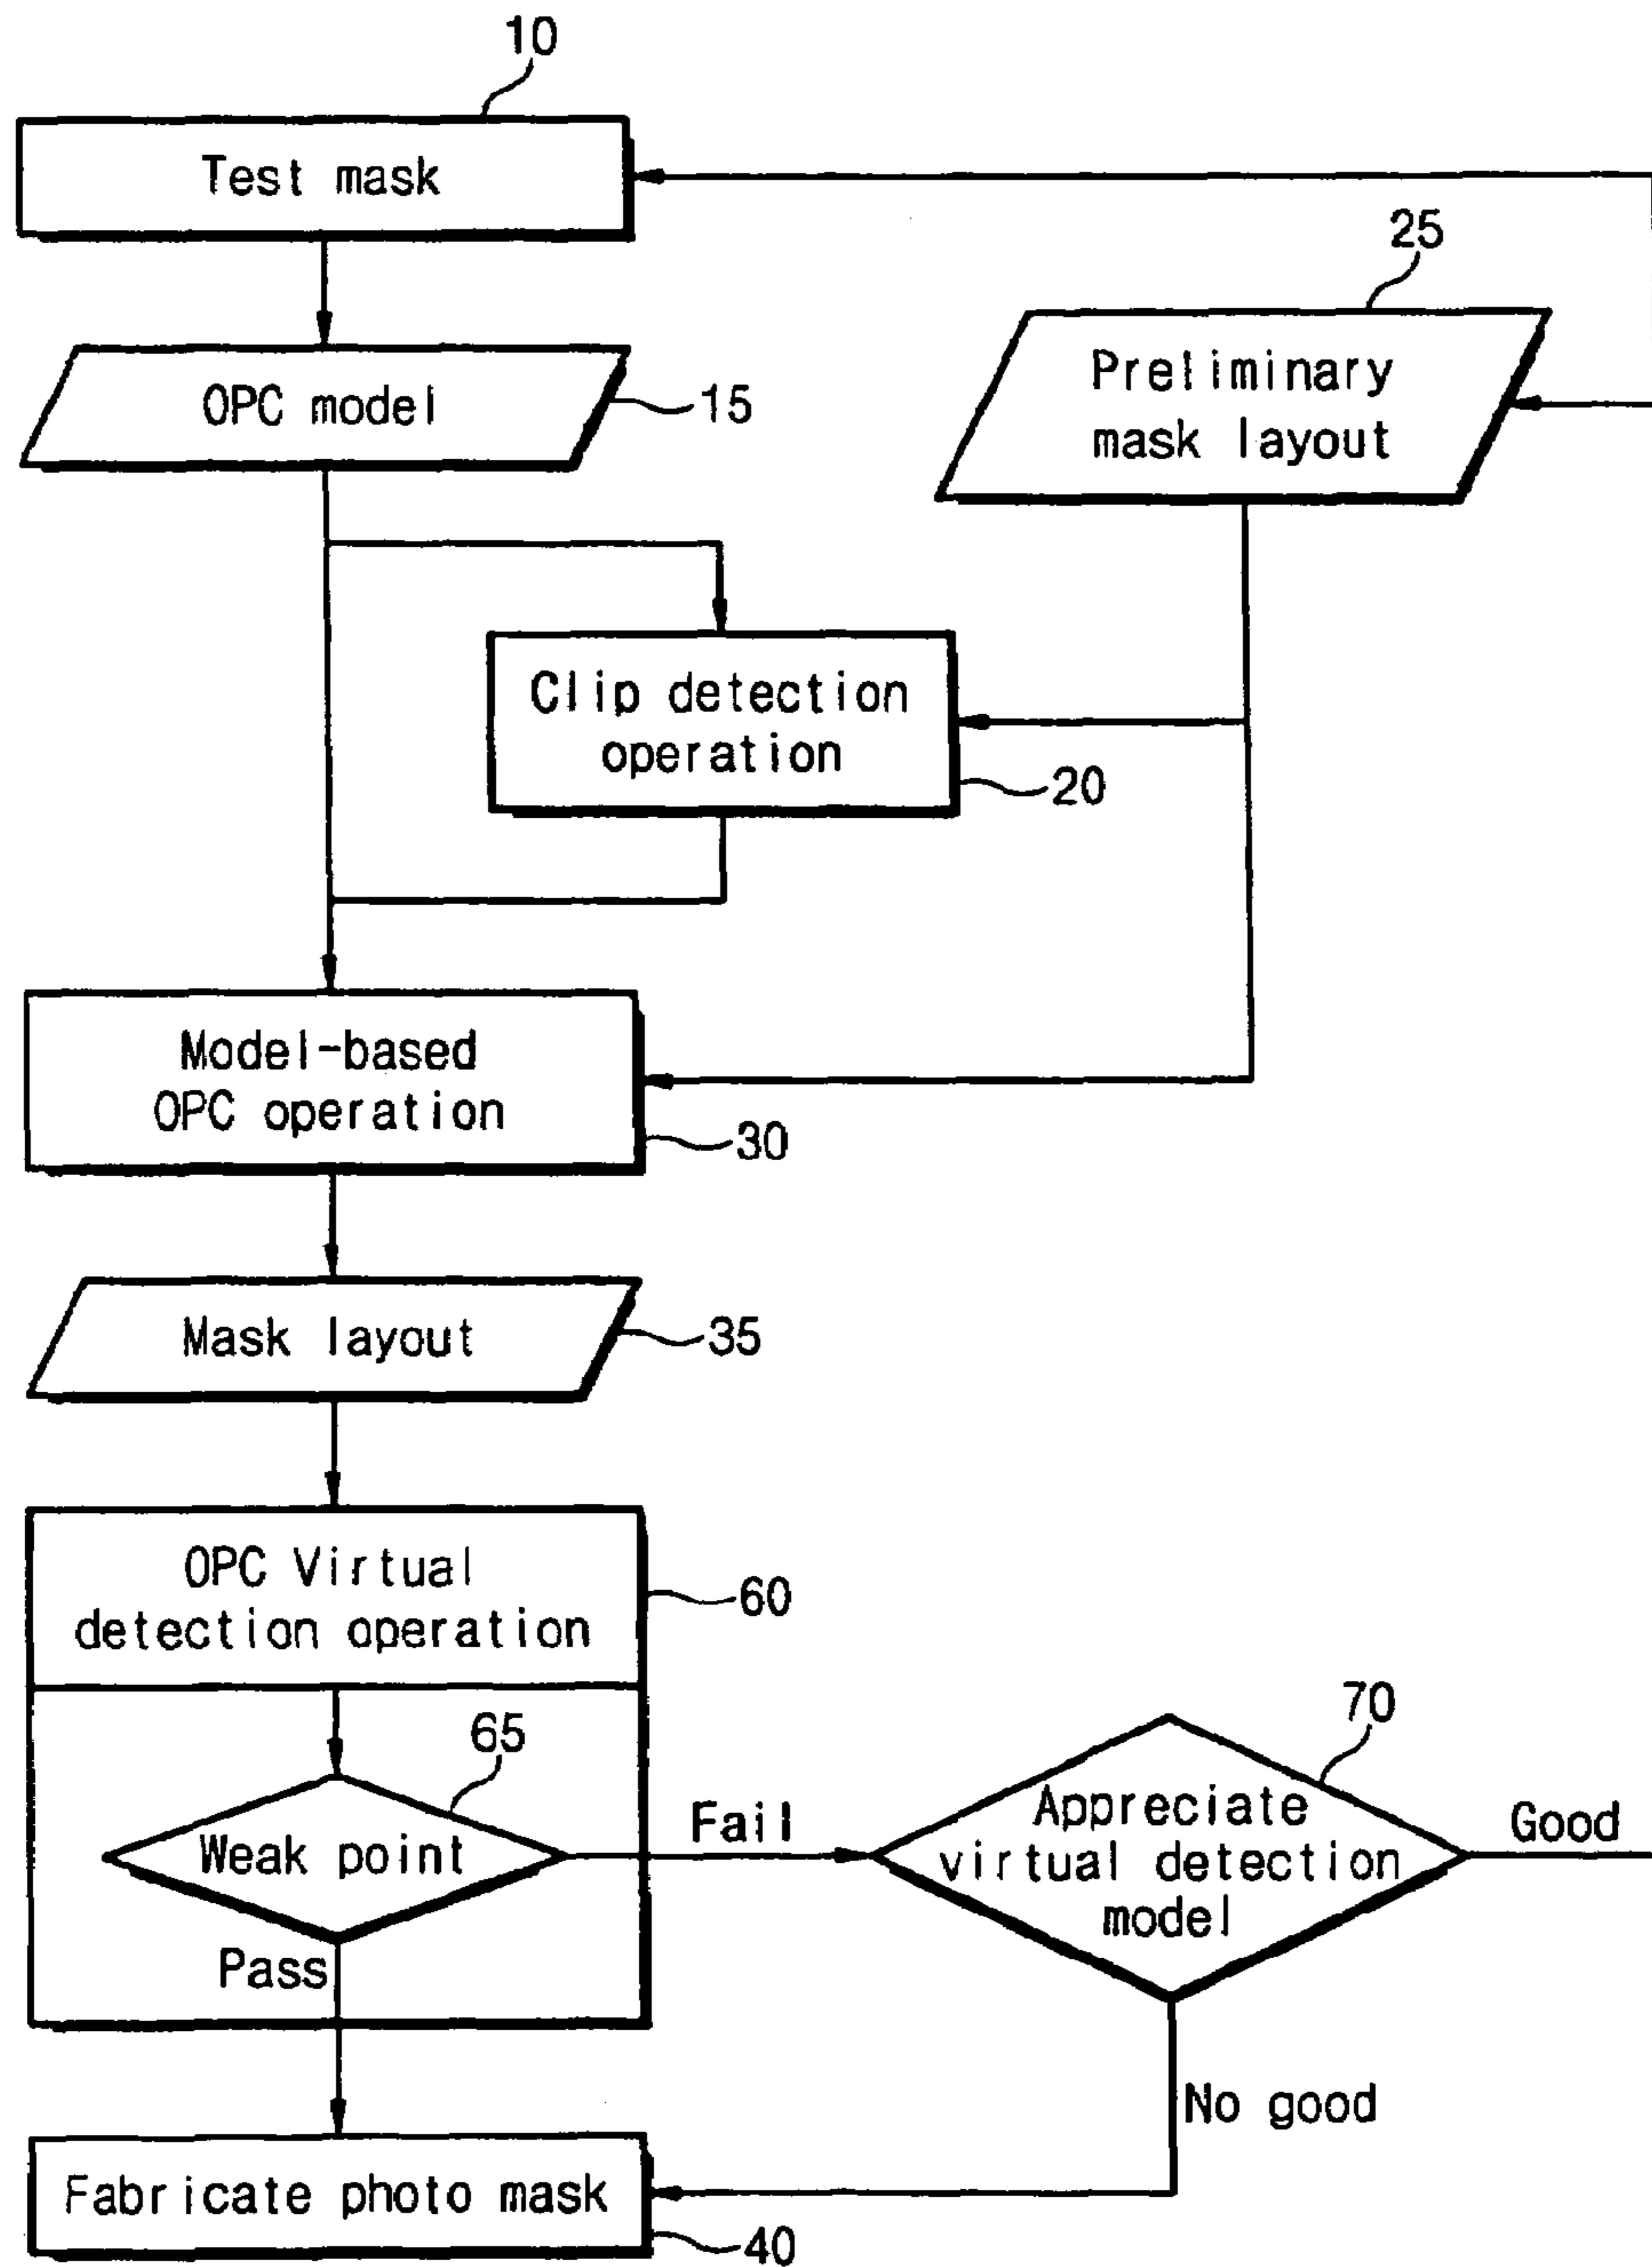 10
Test mask
25
Preliminary
mask layout
OPC model
15
Clip detection
operation
20
Model-based
OPC operation
30
Mask layout
35
OPC Virtual
detection operation
60
65
Weak point
Fail
70
Appreciate
virtual detection
model
Good
Pass
No good
Fabricate photo mask
40